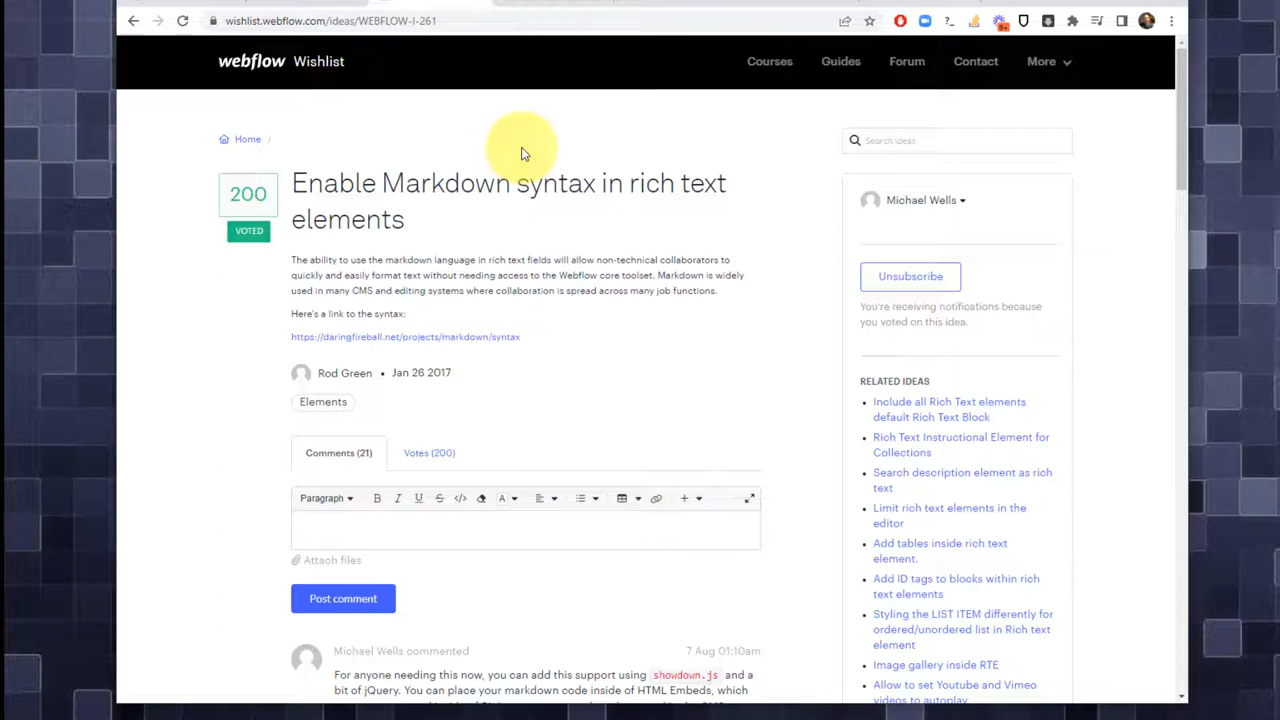 wishlist.webflow.com/ideas/WEBFLOW-I-261
webflow Wishlist
Courses
Guides
Forum
Contact
More
Home /
Search ideas
200
VOTED
Enable Markdown syntax in rich text
elements
The ability to use the markdown language in rich text fields will allow non-technical collaborators to
quickly and easily format text without needing access to the Webflow core toolset. Markdown is widely
used in many CMS and editing systems where collaboration is spread across many job functions.
Here's a link to the syntax:
https://daringfireball.net/projects/markdown/syntax
Rod Green • Jan 26 2017
Elements
Comments (21)
Votes (200)
Paragraph B I U S </> A
Attach files
Post comment
Michael Wells commented
7 Aug 01:10am
For anyone needing this now, you can add this support using showdown.js and a
bit of jQuery. You can place your markdown code inside of HTML Embeds, which
Michael Wells
Unsubscribe
You're receiving notifications because
you voted on this idea.
RELATED IDEAS
Include all Rich Text elements
default Rich Text Block
Rich Text Instructional Element for
Collections
Search description element as rich
text
Limit rich text elements in the
editor
Add tables inside rich text
element.
Add ID tags to blocks within rich
text elements
Styling the LIST ITEM differently for
ordered/unordered list in Rich text
element
Image gallery inside RTE
Allow to set Youtube and Vimeo
videos to autoplay